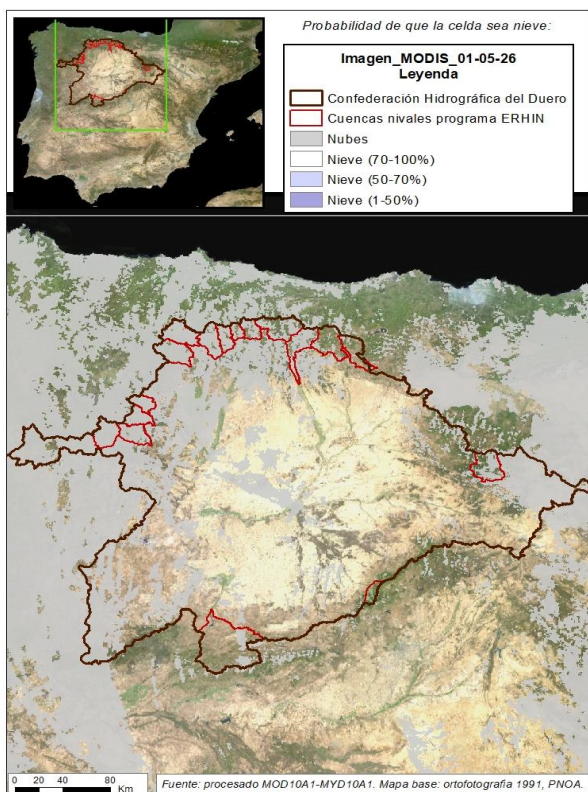 Probabilidad de que la celda sea nieve:
Imagen_MODIS_01-05-26
Leyenda
Confederación Hidrográfica del Duero
Cuencas nivales programa ERHIN
Nubes
Nieve (70-100%)
Nieve (50-70%)
Nieve (1-50%)
0 20 40 80
Km
Fuente: procesado MOD10A1-MYD10A1. Mapa base: ortofotografía 1991, PNOA